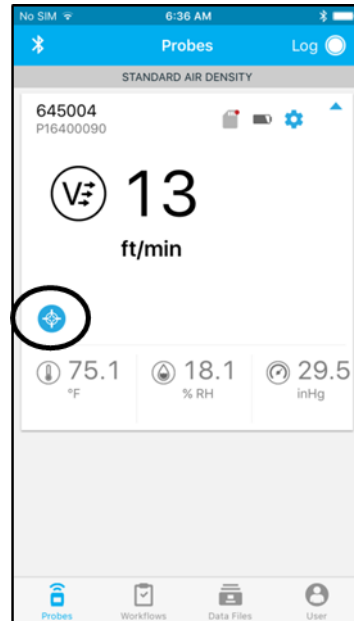 No SIM 6:36 AM
Probes Log
STANDARD AIR DENSITY
645004
P16400090
V 13
ft/min
75.1 18.1 29.5
°F % RH inHg
Probes Workflows Data Files User